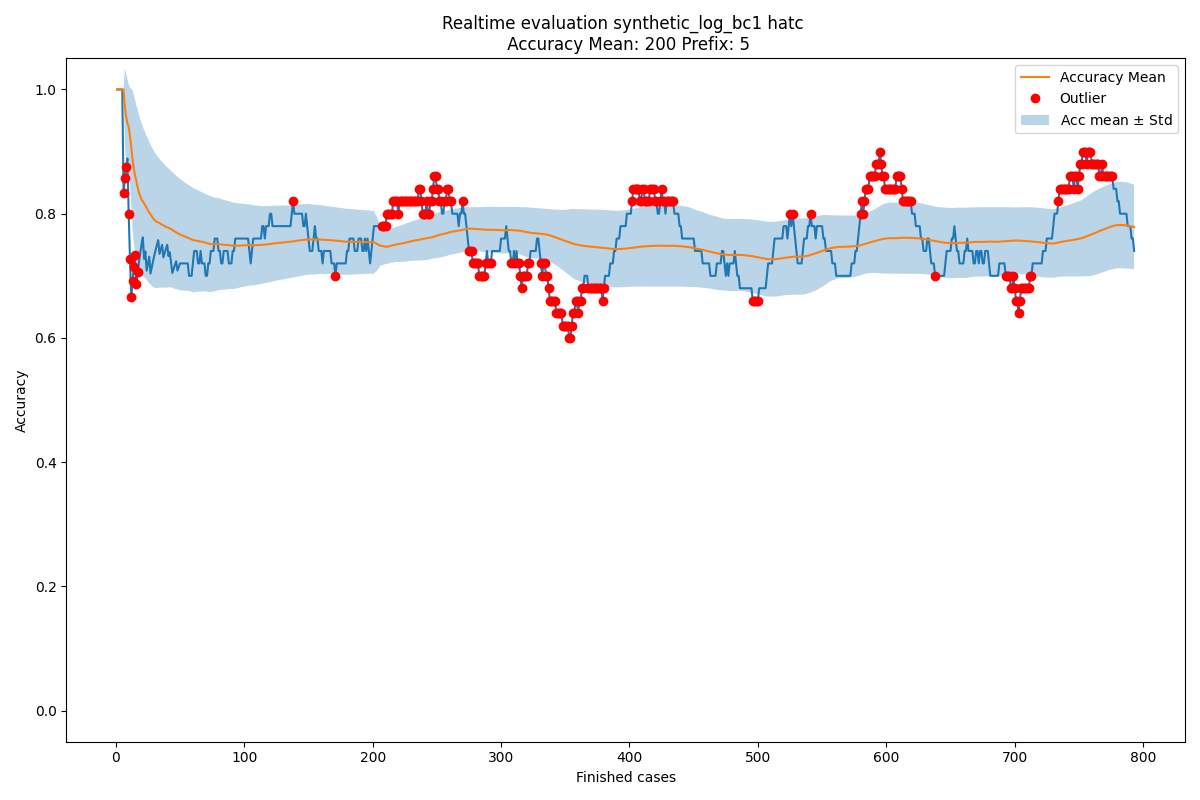 Realtime evaluation synthetic_log_bc1 hatc
Accuracy Mean: 200 Prefix: 5
Accuracy Mean
Outlier
Acc mean ± Std
1.0
0.8
0.6
0.4
0.2
0.0
Accuracy
0 100 200 300 400 500 600 700 800
Finished cases